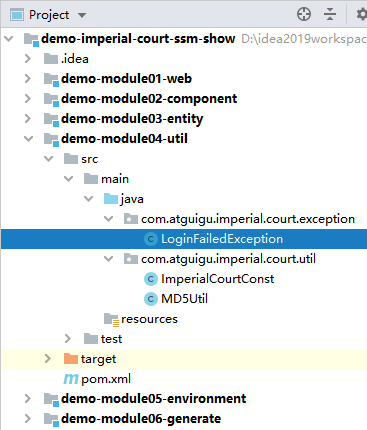 Project
demo-imperial-court-ssm-show D:\idea2019workspac
.idea
demo-module01-web
demo-module02-component
demo-module03-entity
demo-module04-util
src
main
java
com.atguigu.imperial.court.exception
LoginFailedException
com.atguigu.imperial.court.util
ImperialCourtConst
MD5Util
resources
test
target
pom.xml
demo-module05-environment
demo-module06-generate